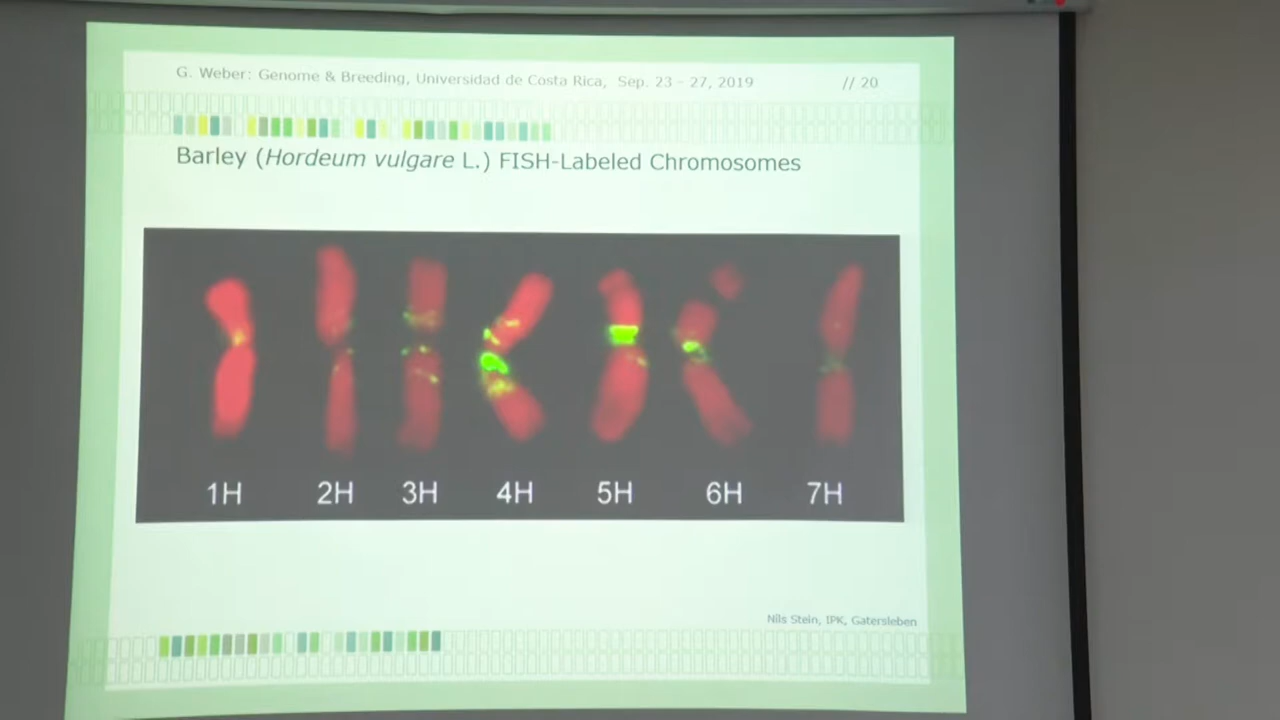 G. Weber: Genome & Breeding, Universidad de Costa Rica, Sep. 23 - 27, 2019 // 20
Barley (Hordeum vulgare L.) FISH-Labeled Chromosomes
1H 2H 3H 4H 5H 6H 7H
Nils Stein, IPK, Gatersleben